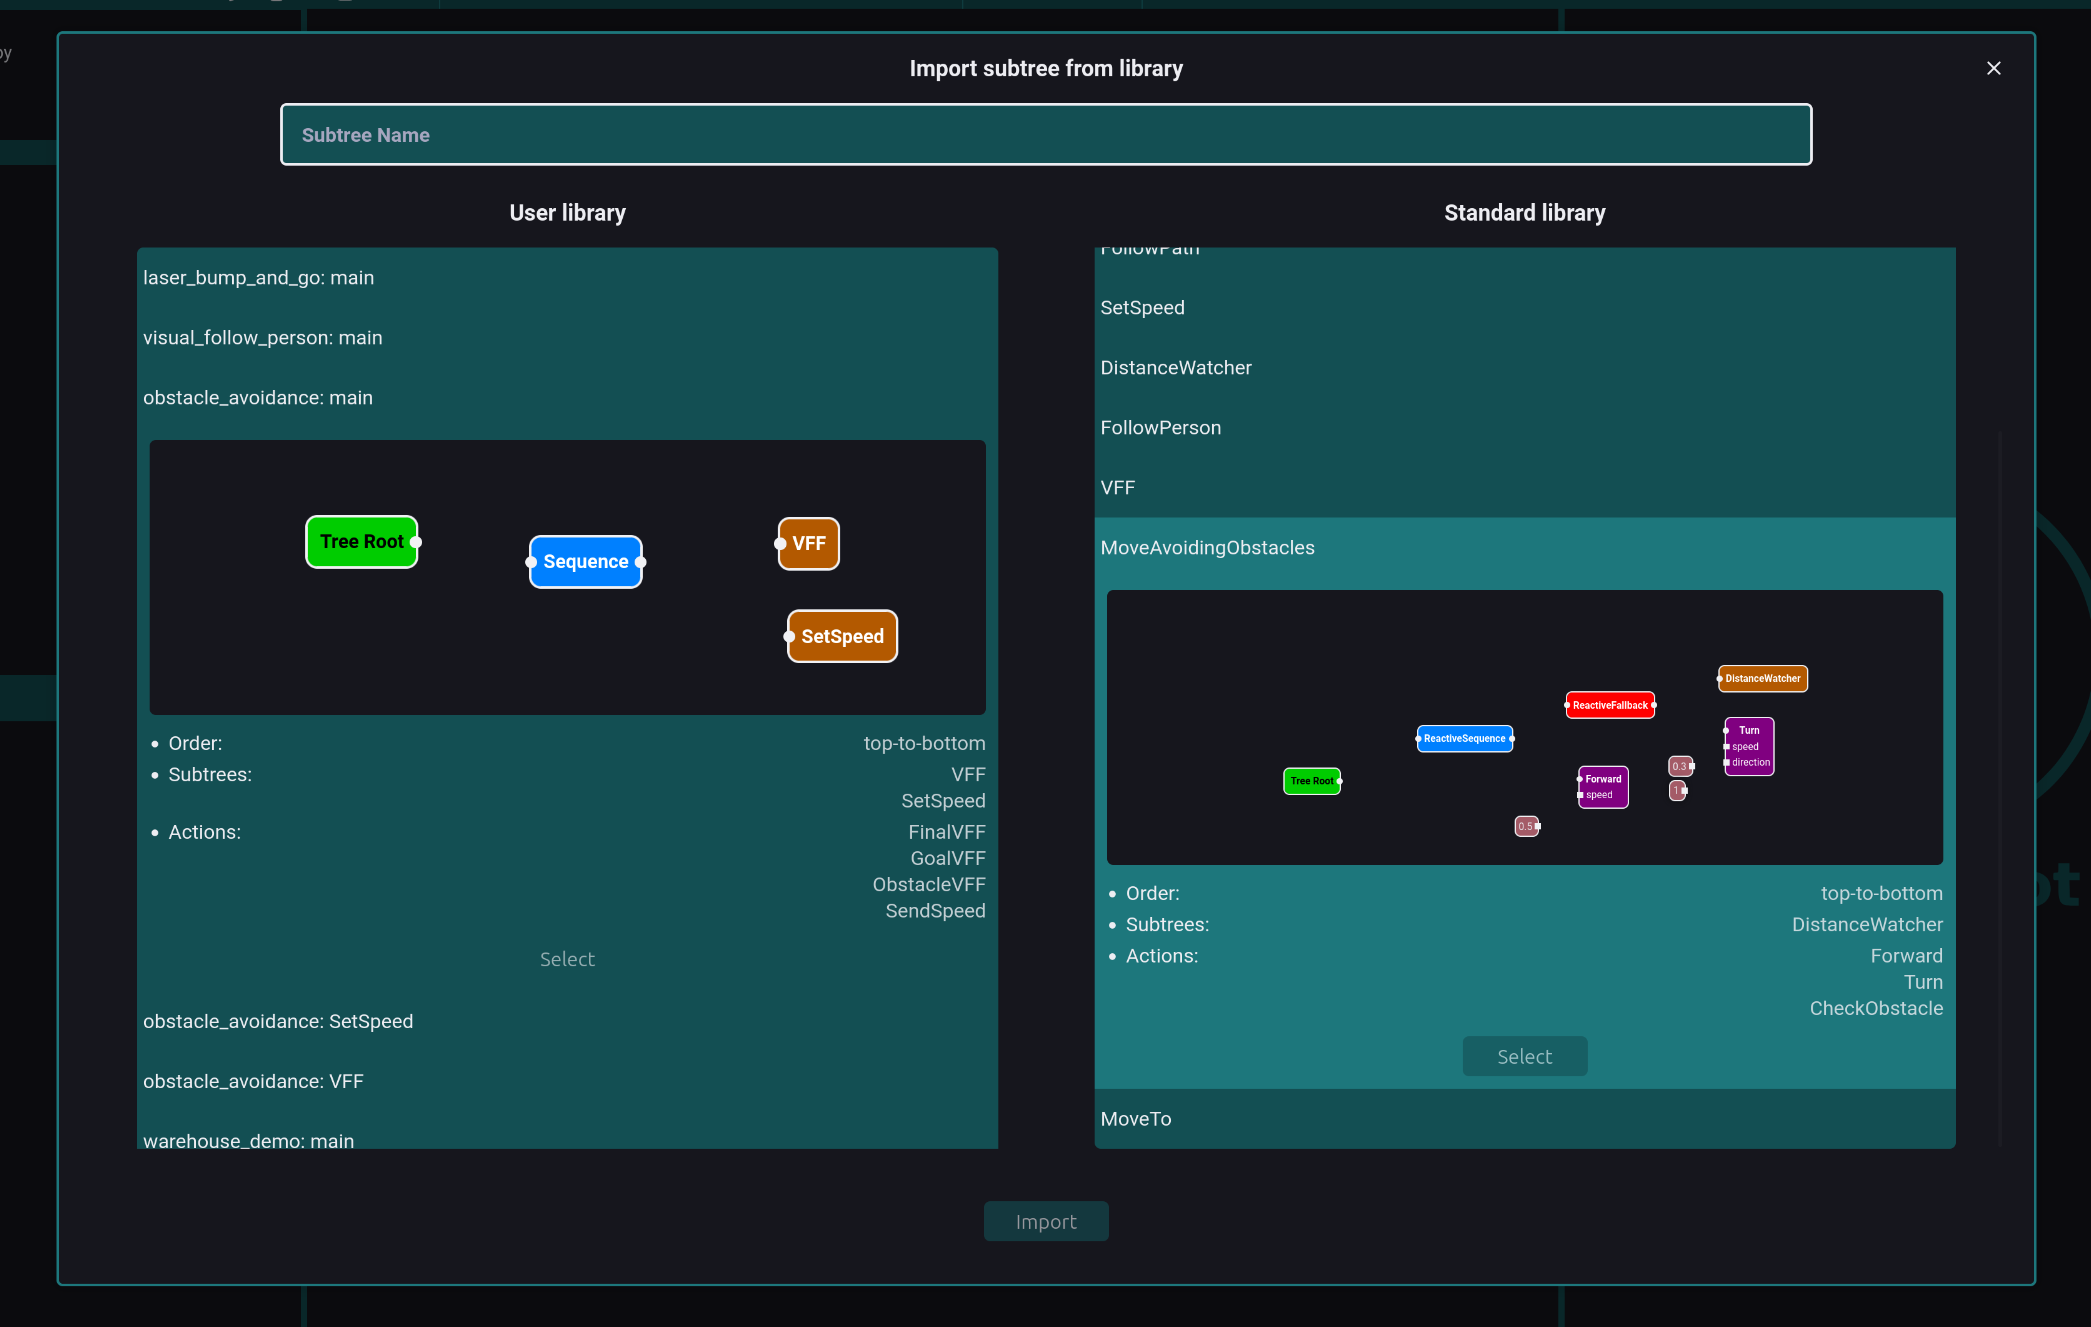 Import subtree from library
Subtree Name
User library
laser_bump_and_go: main
visual_follow_person: main
obstacle_avoidance: main
Tree Root
Sequence
VFF
SetSpeed
Order: top-to-bottom
Subtrees: VFF
SetSpeed
Actions: FinalVFF
GoalVFF
ObstacleVFF
SendSpeed
Select
obstacle_avoidance: SetSpeed
obstacle_avoidance: VFF
warehouse_demo: main
Standard library
FollowPath
SetSpeed
DistanceWatcher
FollowPerson
VFF
MoveAvoidingObstacles
DistanceWatcher
ReactiveFallback
Turn
speed
direction
ReactiveSequence
0.3
Tree Root
Forward
speed
1
0.5
Order: top-to-bottom
Subtrees: DistanceWatcher
Actions: Forward
Turn
CheckObstacle
Select
MoveTo
Import